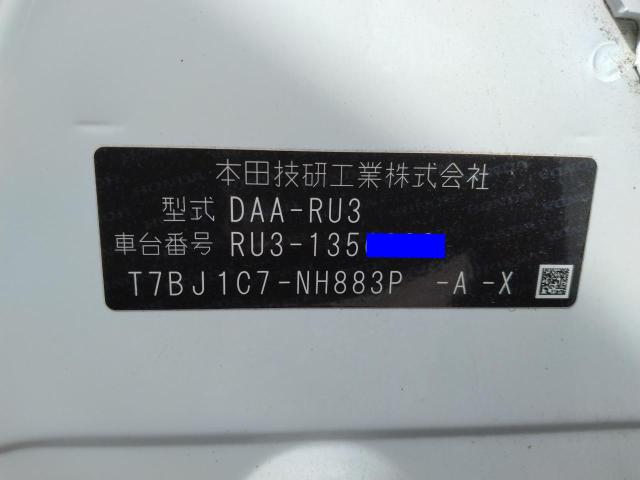 本田技研工業株式会社
型式 DAA-RU3
車台番号 RU3-135
T7BJ1C7-NH883P -A -X